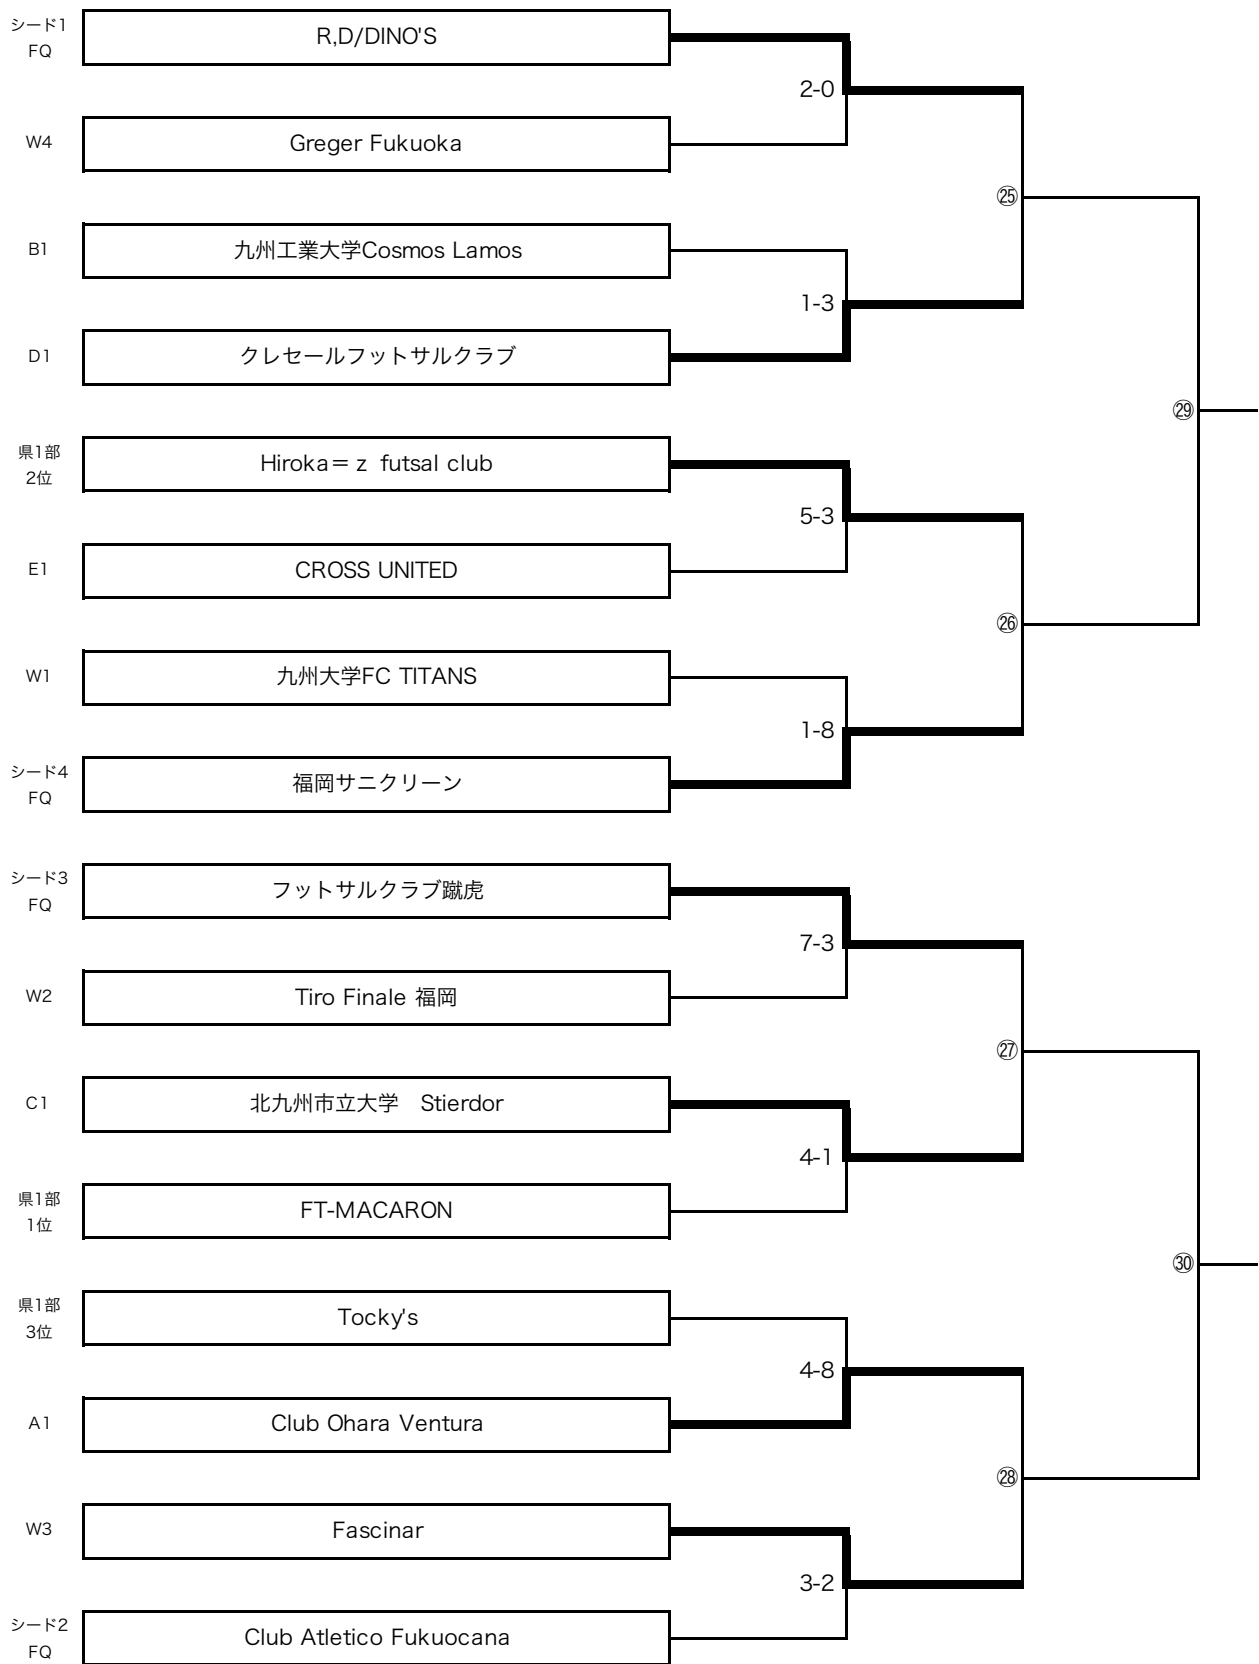 シード1
FQ
R,D/DINO'S
2-0
W4
Greger Fukuoka
㉕
B1
九州工業大学Cosmos Lamos
1-3
D1
クレセールフットサルクラブ
㉙
県1部
2位
Hiroka＝z futsal club
5-3
E1
CROSS UNITED
㉖
W1
九州大学FC TITANS
1-8
シード4
FQ
福岡サニクリーン
シード3
FQ
フットサルクラブ蹴虎
7-3
W2
Tiro Finale 福岡
㉗
C1
北九州市立大学　Stierdor
4-1
県1部
1位
FT-MACARON
㉚
県1部
3位
Tocky's
4-8
A1
Club Ohara Ventura
㉘
W3
Fascinar
3-2
シード2
FQ
Club Atletico Fukuocana